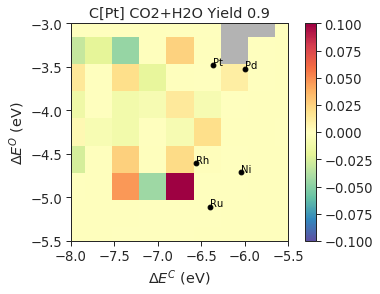 C[Pt] CO2+H2O Yield 0.9
−3.0
−3.5
−4.0
−4.5
−5.0
−5.5
ΔE^O (eV)
−8.0 −7.5 −7.0 −6.5 −6.0 −5.5
ΔE^C (eV)
Pt
Pd
Rh
Ni
Ru
0.100
0.075
0.050
0.025
0.000
−0.025
−0.050
−0.075
−0.100